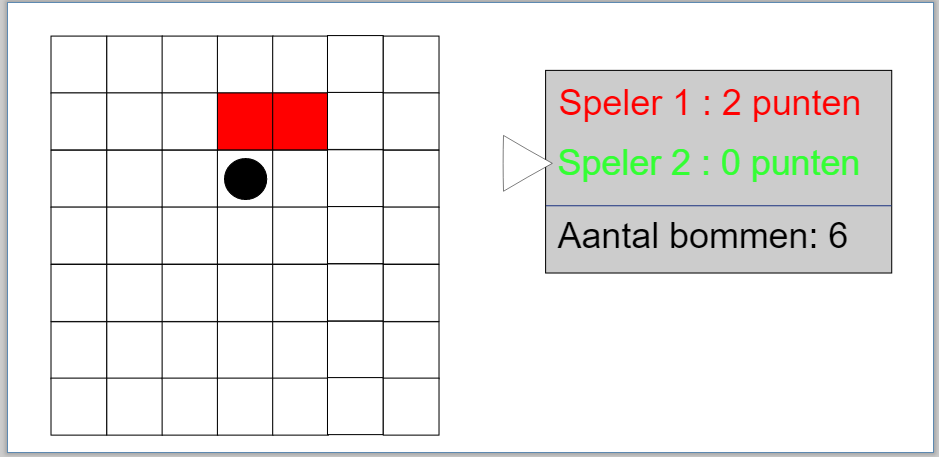 Speler 1 : 2 punten
Speler 2 : 0 punten
Aantal bommen: 6